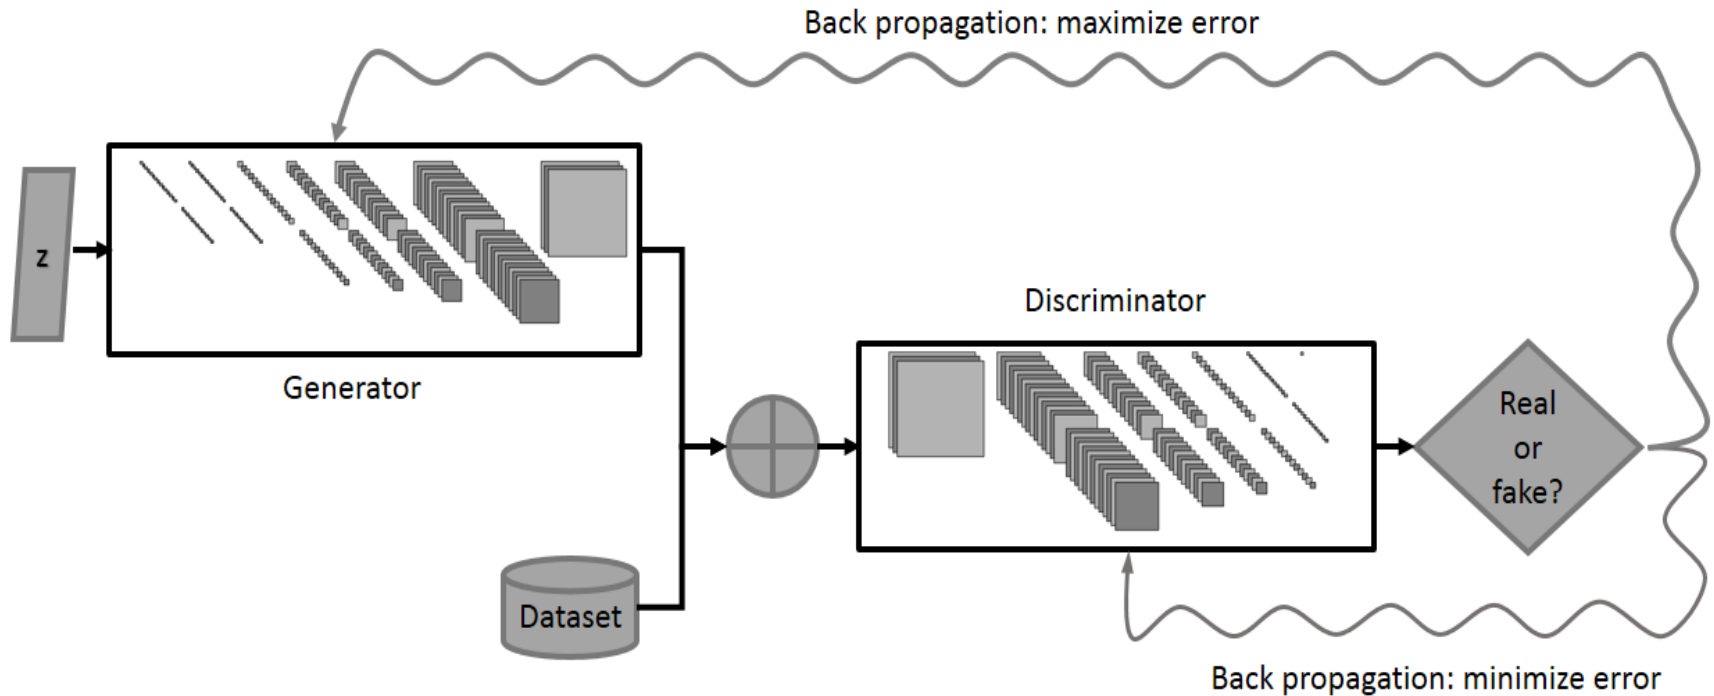 Back propagation: maximize error
z
Generator
Discriminator
Real
or
fake?
Dataset
Back propagation: minimize error